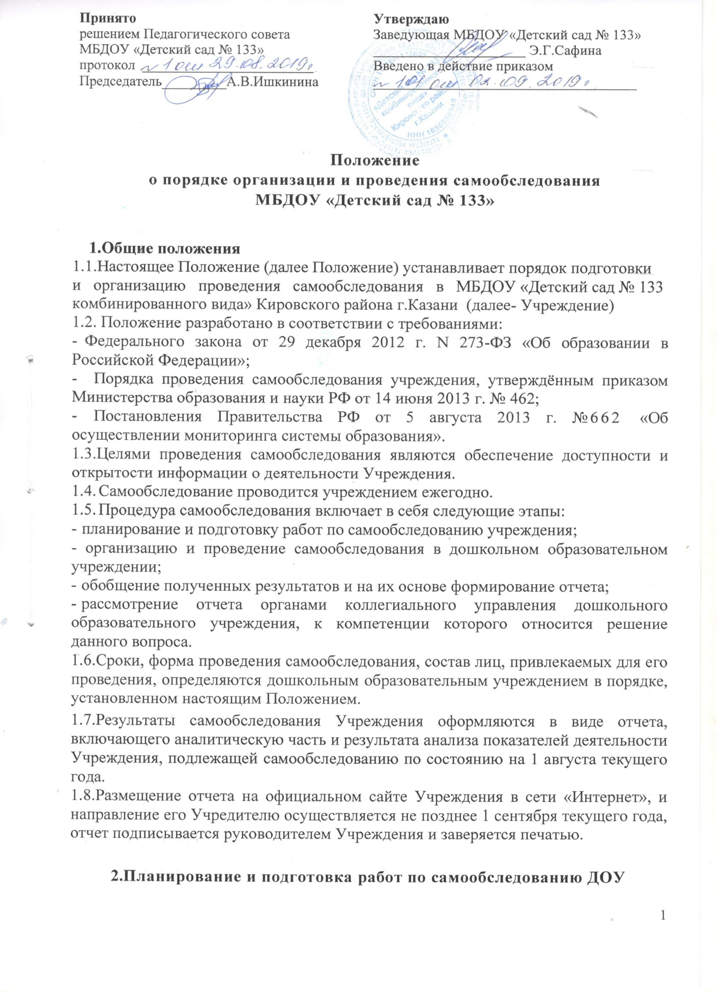 Принято
решением Педагогического совета
МБДОУ «Детский сад № 133»
протокол № 1 от 29.08.2019г.
Председатель_________А.В.Ишкинина
Утверждаю
Заведующая МБДОУ «Детский сад № 133»
_____________________ Э.Г.Сафина
Введено в действие приказом
№ 101 от 02.09.2019г.
«Детский сад № 133
комбинированного
вида»
Кировского района
г.Казани
ИНН 1656088949
Положение
о порядке организации и проведения самообследования
МБДОУ «Детский сад № 133»
1.Общие положения
1.1.Настоящее Положение (далее Положение) устанавливает порядок подготовки
и организацию проведения самообследования в МБДОУ «Детский сад № 133
комбинированного вида» Кировского района г.Казани (далее- Учреждение)
1.2. Положение разработано в соответствии с требованиями:
- Федерального закона от 29 декабря 2012 г. N 273-ФЗ «Об образовании в
Российской Федерации»;
- Порядка проведения самообследования учреждения, утверждённым приказом
Министерства образования и науки РФ от 14 июня 2013 г. № 462;
- Постановления Правительства РФ от 5 августа 2013 г. №662 «Об
осуществлении мониторинга системы образования».
1.3.Целями проведения самообследования являются обеспечение доступности и
открытости информации о деятельности Учреждения.
1.4. Самообследование проводится учреждением ежегодно.
1.5. Процедура самообследования включает в себя следующие этапы:
- планирование и подготовку работ по самообследованию учреждения;
- организацию и проведение самообследования в дошкольном образовательном
учреждении;
- обобщение полученных результатов и на их основе формирование отчета;
- рассмотрение отчета органами коллегиального управления дошкольного
образовательного учреждения, к компетенции которого относится решение
данного вопроса.
1.6.Сроки, форма проведения самообследования, состав лиц, привлекаемых для его
проведения, определяются дошкольным образовательным учреждением в порядке,
установленном настоящим Положением.
1.7.Результаты самообследования Учреждения оформляются в виде отчета,
включающего аналитическую часть и результата анализа показателей деятельности
Учреждения, подлежащей самообследованию по состоянию на 1 августа текущего
года.
1.8.Размещение отчета на официальном сайте Учреждения в сети «Интернет», и
направление его Учредителю осуществляется не позднее 1 сентября текущего года,
отчет подписывается руководителем Учреждения и заверяется печатью.
2.Планирование и подготовка работ по самообследованию ДОУ
1